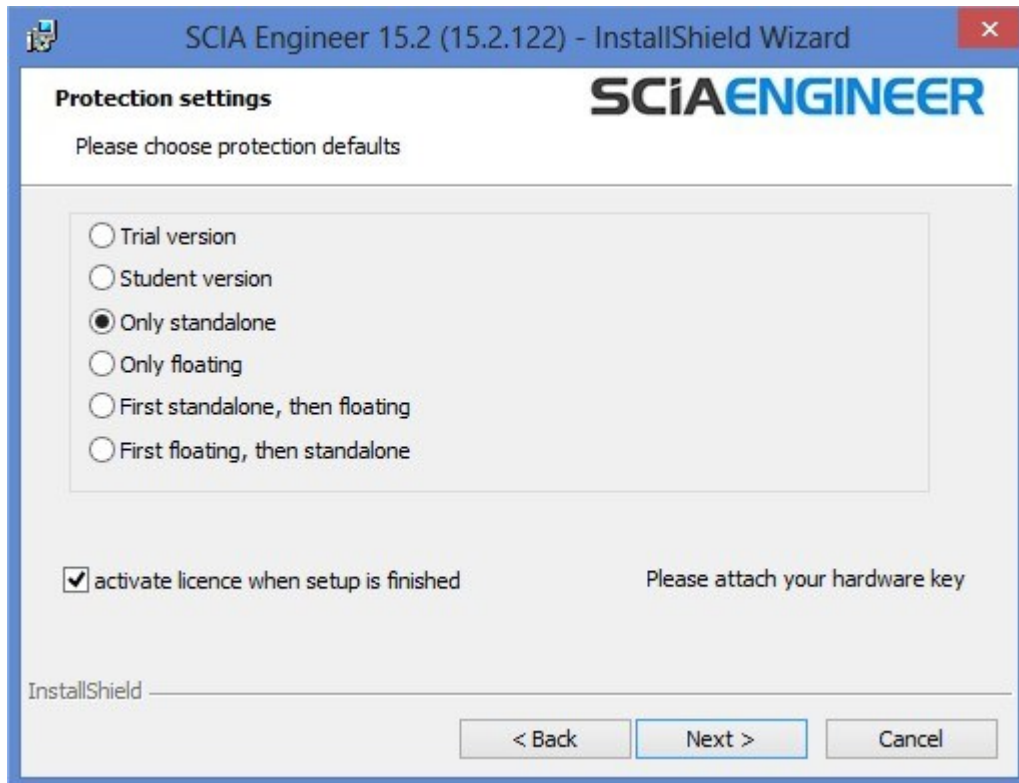 SCIA Engineer 15.2 (15.2.122) - InstallShield Wizard
Protection settings
SCiAENGINEER
Please choose protection defaults
Trial version
Student version
Only standalone
Only floating
First standalone, then floating
First floating, then standalone
activate licence when setup is finished
Please attach your hardware key
InstallShield
< Back
Next >
Cancel